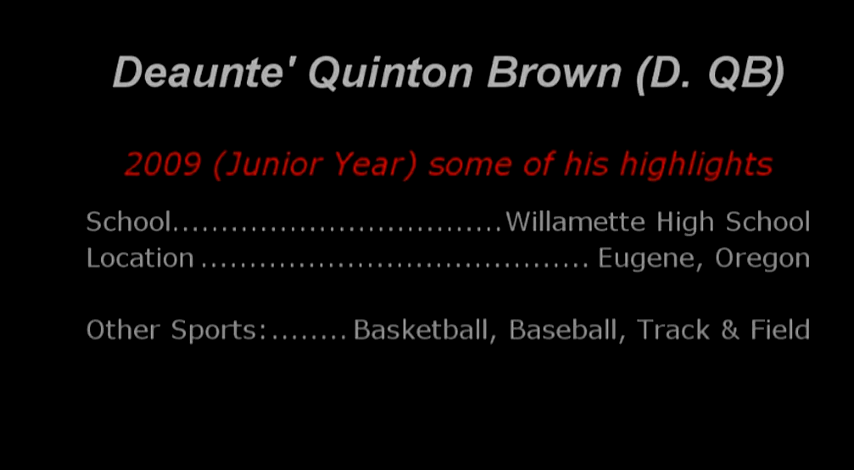 Deaunte' Quinton Brown (D. QB)
2009 (Junior Year) some of his highlights
School..................................Willamette High School
Location ........................................ Eugene, Oregon
Other Sports:........ Basketball, Baseball, Track & Field